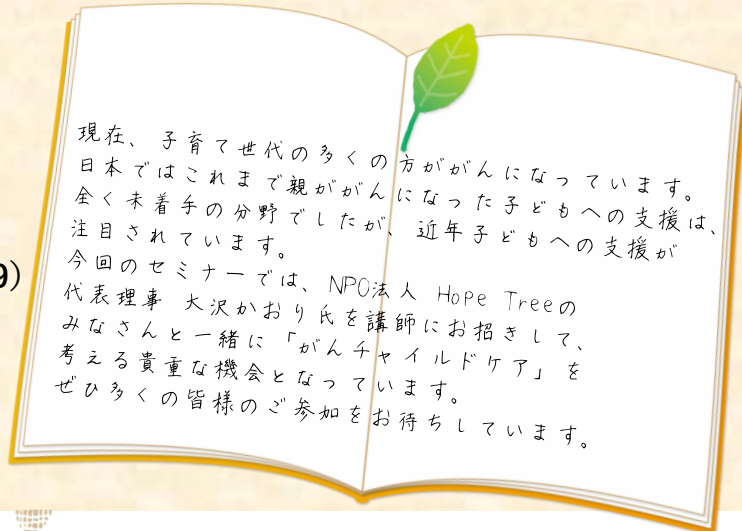 現在、子育て世代の多くの方ががんになっています。
日本ではこれまで親ががんになった子どもへの支援は、
全く未着手の分野でしたが、近年子どもへの支援が
注目されています。
今回のセミナーでは、NPO法人 Hope Treeの
代表理事 大沢かおり氏を講師にお招きして、
みなさんと一緒に「がんチャイルドケア」を
考える貴重な機会となっています。
ぜひ多くの皆様のご参加をお待ちしています。
9)